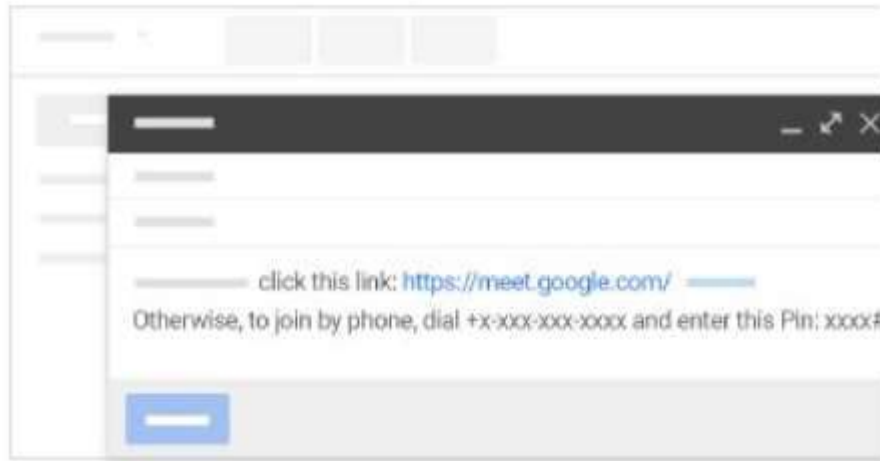 click this link: https://meet.google.com/
Otherwise, to join by phone, dial +x-xxx-xxx-xxxx and enter this Pin: xxxx#